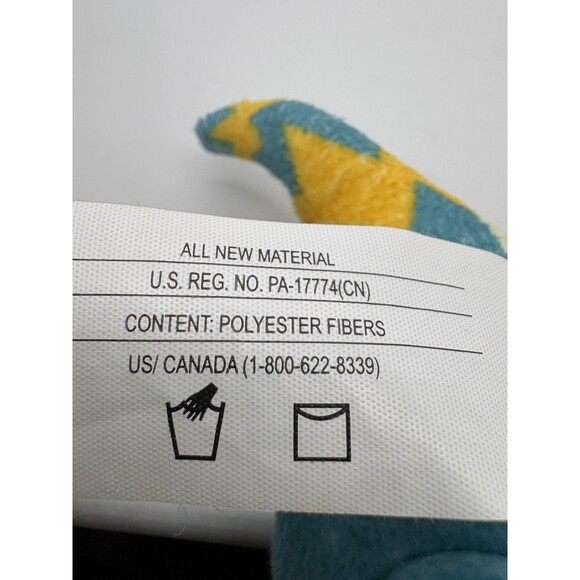 ALL NEW MATERIAL
U.S. REG. NO. PA-17774(CN)
CONTENT: POLYESTER FIBERS
US/ CANADA (1-800-622-8339)